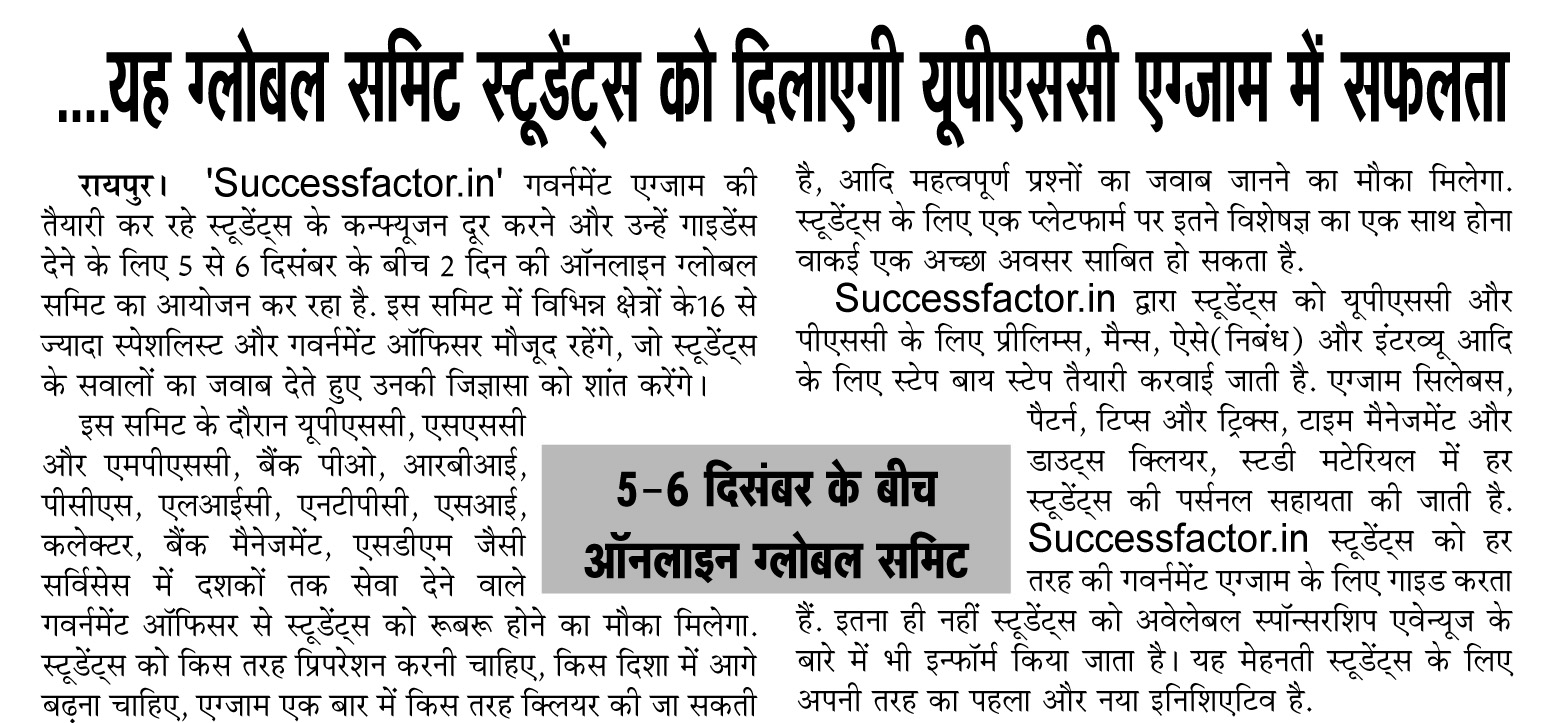 ....यह ग्लोबल समिट स्टूडेंट्स को दिलाएगी यूपीएससी एग्जाम में सफलता
रायपुर। 'Successfactor.in' गवर्नमेंट एग्जाम की
तैयारी कर रहे स्टूडेंट्स के कन्फ्यूजन दूर करने और उन्हें गाइडेंस
देने के लिए 5 से 6 दिसंबर के बीच 2 दिन की ऑनलाइन ग्लोबल
समिट का आयोजन कर रहा है. इस समिट में विभिन्न क्षेत्रों के16 से
ज्यादा स्पेशलिस्ट और गवर्नमेंट ऑफिसर मौजूद रहेंगे, जो स्टूडेंट्स
के सवालों का जवाब देते हुए उनकी जिज्ञासा को शांत करेंगे।
इस समिट के दौरान यूपीएससी, एसएससी
और एमपीएससी, बैंक पीओ, आरबीआई,
पीसीएस, एलआईसी, एनटीपीसी, एसआई,
कलेक्टर, बैंक मैनेजमेंट, एसडीएम जैसी
सर्विसेस में दशकों तक सेवा देने वाले
गवर्नमेंट ऑफिसर से स्टूडेंट्स को रूबरू होने का मौका मिलेगा.
स्टूडेंट्स को किस तरह प्रिपरेशन करनी चाहिए, किस दिशा में आगे
बढ़ना चाहिए, एग्जाम एक बार में किस तरह क्लियर की जा सकती
5-6 दिसंबर के बीच
ऑनलाइन ग्लोबल समिट
है, आदि महत्वपूर्ण प्रश्नों का जवाब जानने का मौका मिलेगा.
स्टूडेंट्स के लिए एक प्लेटफार्म पर इतने विशेषज्ञ का एक साथ होना
वाकई एक अच्छा अवसर साबित हो सकता है.
Successfactor.in द्वारा स्टूडेंट्स को यूपीएससी और
पीएससी के लिए प्रीलिम्स, मैन्स, ऐसे(निबंध) और इंटरव्यू आदि
के लिए स्टेप बाय स्टेप तैयारी करवाई जाती है. एग्जाम सिलेबस,
पैटर्न, टिप्स और ट्रिक्स, टाइम मैनेजमेंट और
डाउट्स क्लियर, स्टडी मटेरियल में हर
स्टूडेंट्स की पर्सनल सहायता की जाती है.
Successfactor.in स्टूडेंट्स को हर
तरह की गवर्नमेंट एग्जाम के लिए गाइड करता
हैं. इतना ही नहीं स्टूडेंट्स को अवेलेबल स्पॉन्सरशिप एवेन्यूज के
बारे में भी इन्फॉर्म किया जाता है। यह मेहनती स्टूडेंट्स के लिए
अपनी तरह का पहला और नया इनिशिएटिव है.